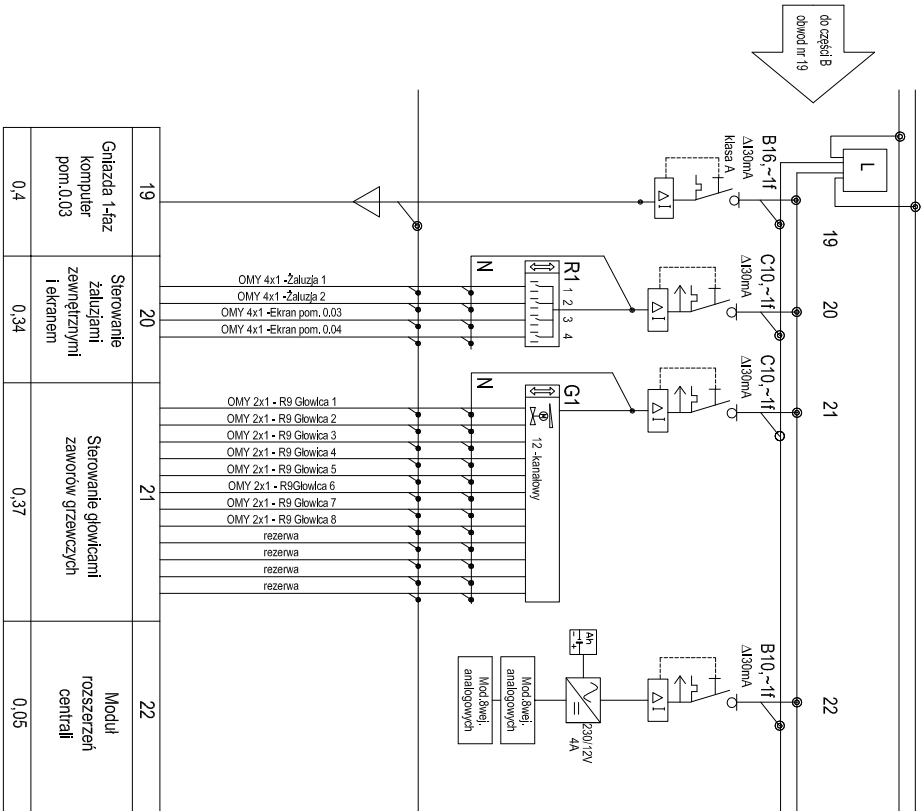 do części B
obwod nr 19
L
B16,~1f
ΔI30mA
klasa A
ΔI
19
C10,~1f
ΔI30mA
ΔI
20
C10,~1f
ΔI30mA
ΔI
21
B10,~1f
ΔI30mA
ΔI
22
R1
1
2
3
4
N
OMY 4x1 -Żaluzja 1
OMY 4x1 -Żaluzja 2
OMY 4x1 -Ekran pom. 0.03
OMY 4x1 -Ekran pom. 0.04
G1
12 -kanałowy
N
OMY 2x1 - R9 Głowica 1
OMY 2x1 - R9 Głowica 2
OMY 2x1 - R9 Głowica 3
OMY 2x1 - R9 Głowica 4
OMY 2x1 - R9 Głowica 5
OMY 2x1 - R9Głowica 6
OMY 2x1 - R9 Głowica 7
OMY 2x1 - R9 Głowica 8
rezerwa
rezerwa
rezerwa
rezerwa
Ah
- +
230/12V
4A
Mod.8wej.
analogowych
Mod.8wej.
analogowych
19
Gniazda 1-faz
komputer
pom.0.03
0,4
20
Sterowanie
żaluzjami
zewnętrznymi
i ekranem
0,34
21
Sterowanie głowicami
zaworów grzewczych
0,37
22
Moduł
rozszerzeń
centrali
0,05